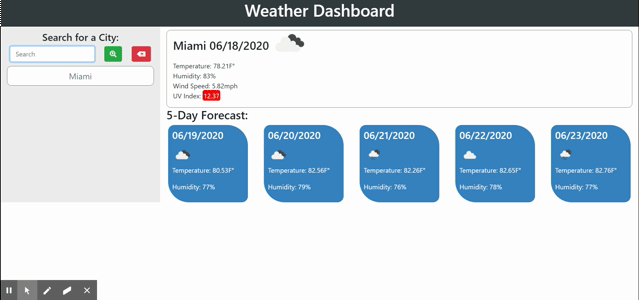 Weather Dashboard
Search for a City:
Search
Miami
Miami 06/18/2020
Temperature: 78.21F°
Humidity: 83%
Wind Speed: 5.82mph
UV Index: 12.37
5-Day Forecast:
06/19/2020
Temperature: 80.53F°
Humidity: 77%
06/20/2020
Temperature: 82.56F°
Humidity: 79%
06/21/2020
Temperature: 82.26F°
Humidity: 76%
06/22/2020
Temperature: 82.65F°
Humidity: 78%
06/23/2020
Temperature: 82.76F°
Humidity: 77%